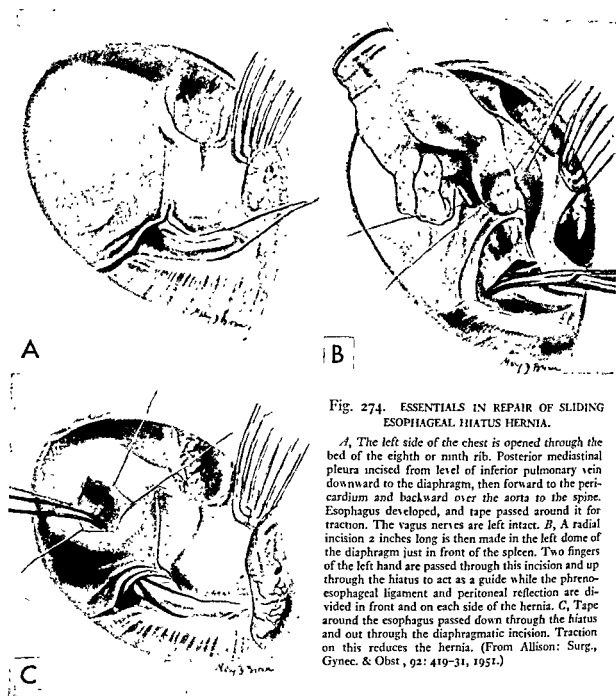 A
B
Fig. 274. ESSENTIALS IN REPAIR OF SLIDING
ESOPHAGEAL HIATUS HERNIA.
A, The left side of the chest is opened through the
bed of the eighth or ninth rib. Posterior mediastinal
pleura incised from level of inferior pulmonary vein
downward to the diaphragm, then forward to the peri-
cardium and backward over the aorta to the spine.
Esophagus developed, and tape passed around it for
traction. The vagus nerves are left intact. B, A radial
incision 2 inches long is then made in the left dome of
the diaphragm just in front of the spleen. Two fingers
of the left hand are passed through this incision and up
through the hiatus to act as a guide while the phreno-
esophageal ligament and peritoneal reflection are di-
vided in front and on each side of the hernia. C, Tape
around the esophagus passed down through the hiatus
and out through the diaphragmatic incision. Traction
on this reduces the hernia. (From Allison: Surg.,
Gynec. & Obst, 92: 419-31, 1951.)
C